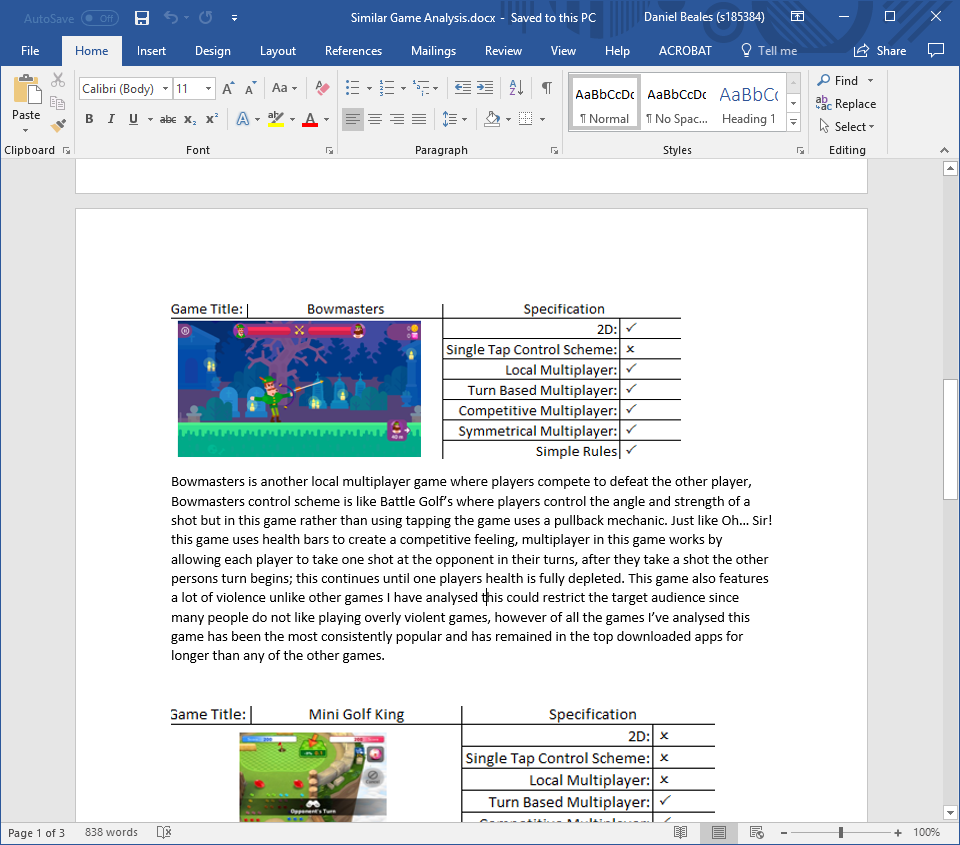 AutoSave Off Similar Game Analysis.docx - Saved to this PC Daniel Beales (s185384)
File Home Insert Design Layout References Mailings Review View Help ACROBAT Tell me Share
Calibri (Body) 11 Aa
Paste
B I U abc x₂ x² A ab A
AaBbCcDc AaBbCcDc AaBbCc
¶ Normal ¶ No Spac... Heading 1
Find
Replace
Select
Clipboard Font Paragraph Styles Editing
Game Title: Bowmasters Specification
2D: ✓
Single Tap Control Scheme: ×
Local Multiplayer: ✓
Turn Based Multiplayer: ✓
Competitive Multiplayer: ✓
Symmetrical Multiplayer: ✓
Simple Rules ✓
40 m
Bowmasters is another local multiplayer game where players compete to defeat the other player,
Bowmasters control scheme is like Battle Golf’s where players control the angle and strength of a
shot but in this game rather than using tapping the game uses a pullback mechanic. Just like Oh... Sir!
this game uses health bars to create a competitive feeling, multiplayer in this game works by
allowing each player to take one shot at the opponent in their turns, after they take a shot the other
persons turn begins; this continues until one players health is fully depleted. This game also features
a lot of violence unlike other games I have analysed this could restrict the target audience since
many people do not like playing overly violent games, however of all the games I’ve analysed this
game has been the most consistently popular and has remained in the top downloaded apps for
longer than any of the other games.
Game Title: Mini Golf King Specification
2D: ×
Single Tap Control Scheme: ×
Local Multiplayer: ×
Turn Based Multiplayer: ✓
Competitive Multiplayer: ✓
Opponent's Turn
Page 1 of 3 838 words 100%